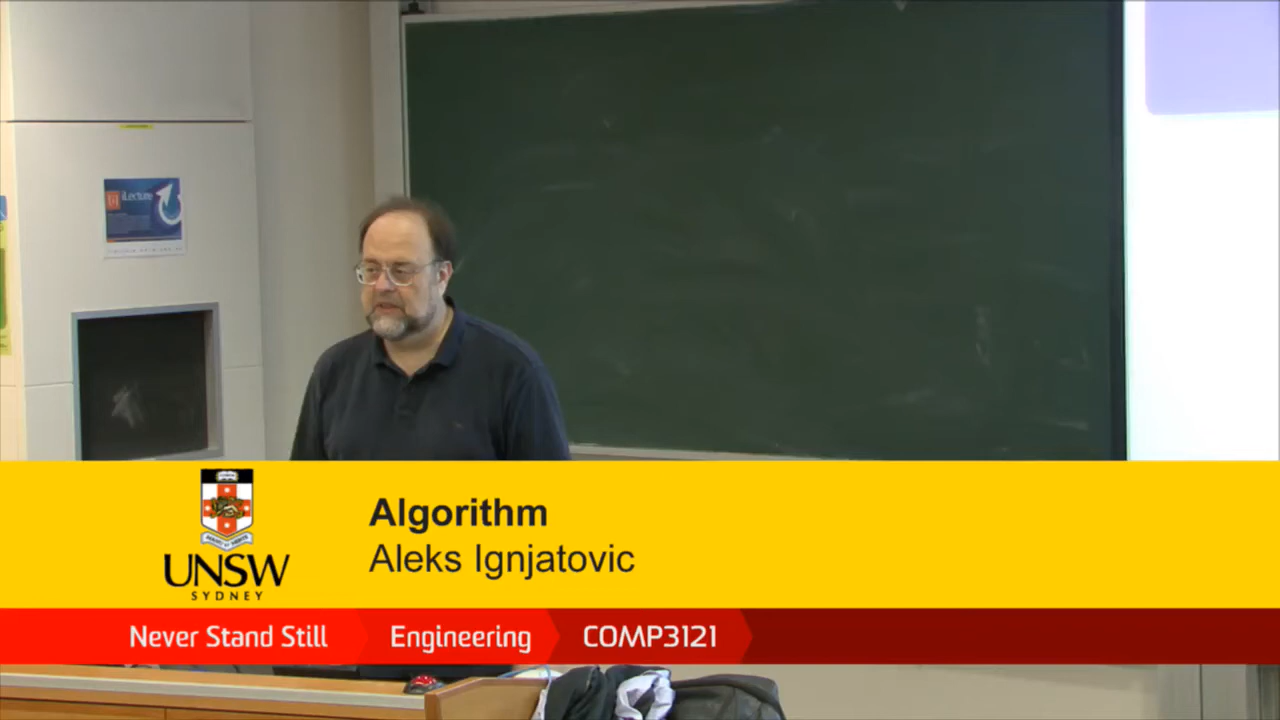 iLecture
Algorithm
Aleks Ignjatovic
UNSW
SYDNEY
Never Stand Still
Engineering
COMP3121